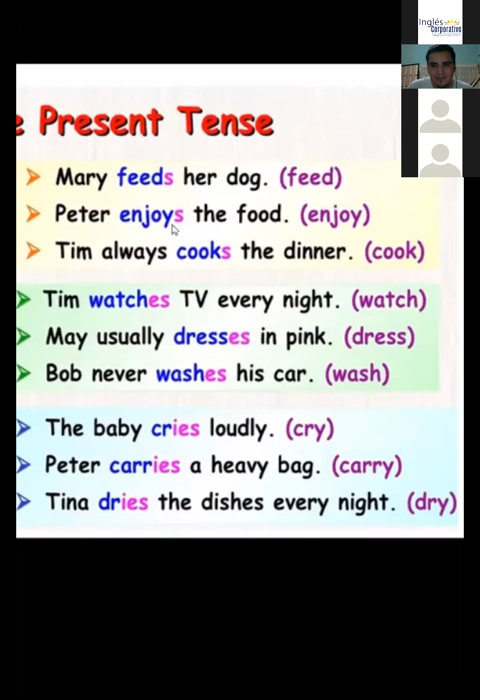 Inglés
Corporativo
e Present Tense
Mary feeds her dog. (feed)
Peter enjoys the food. (enjoy)
Tim always cooks the dinner. (cook)
Tim watches TV every night. (watch)
May usually dresses in pink. (dress)
Bob never washes his car. (wash)
The baby cries loudly. (cry)
Peter carries a heavy bag. (carry)
Tina dries the dishes every night. (dry)